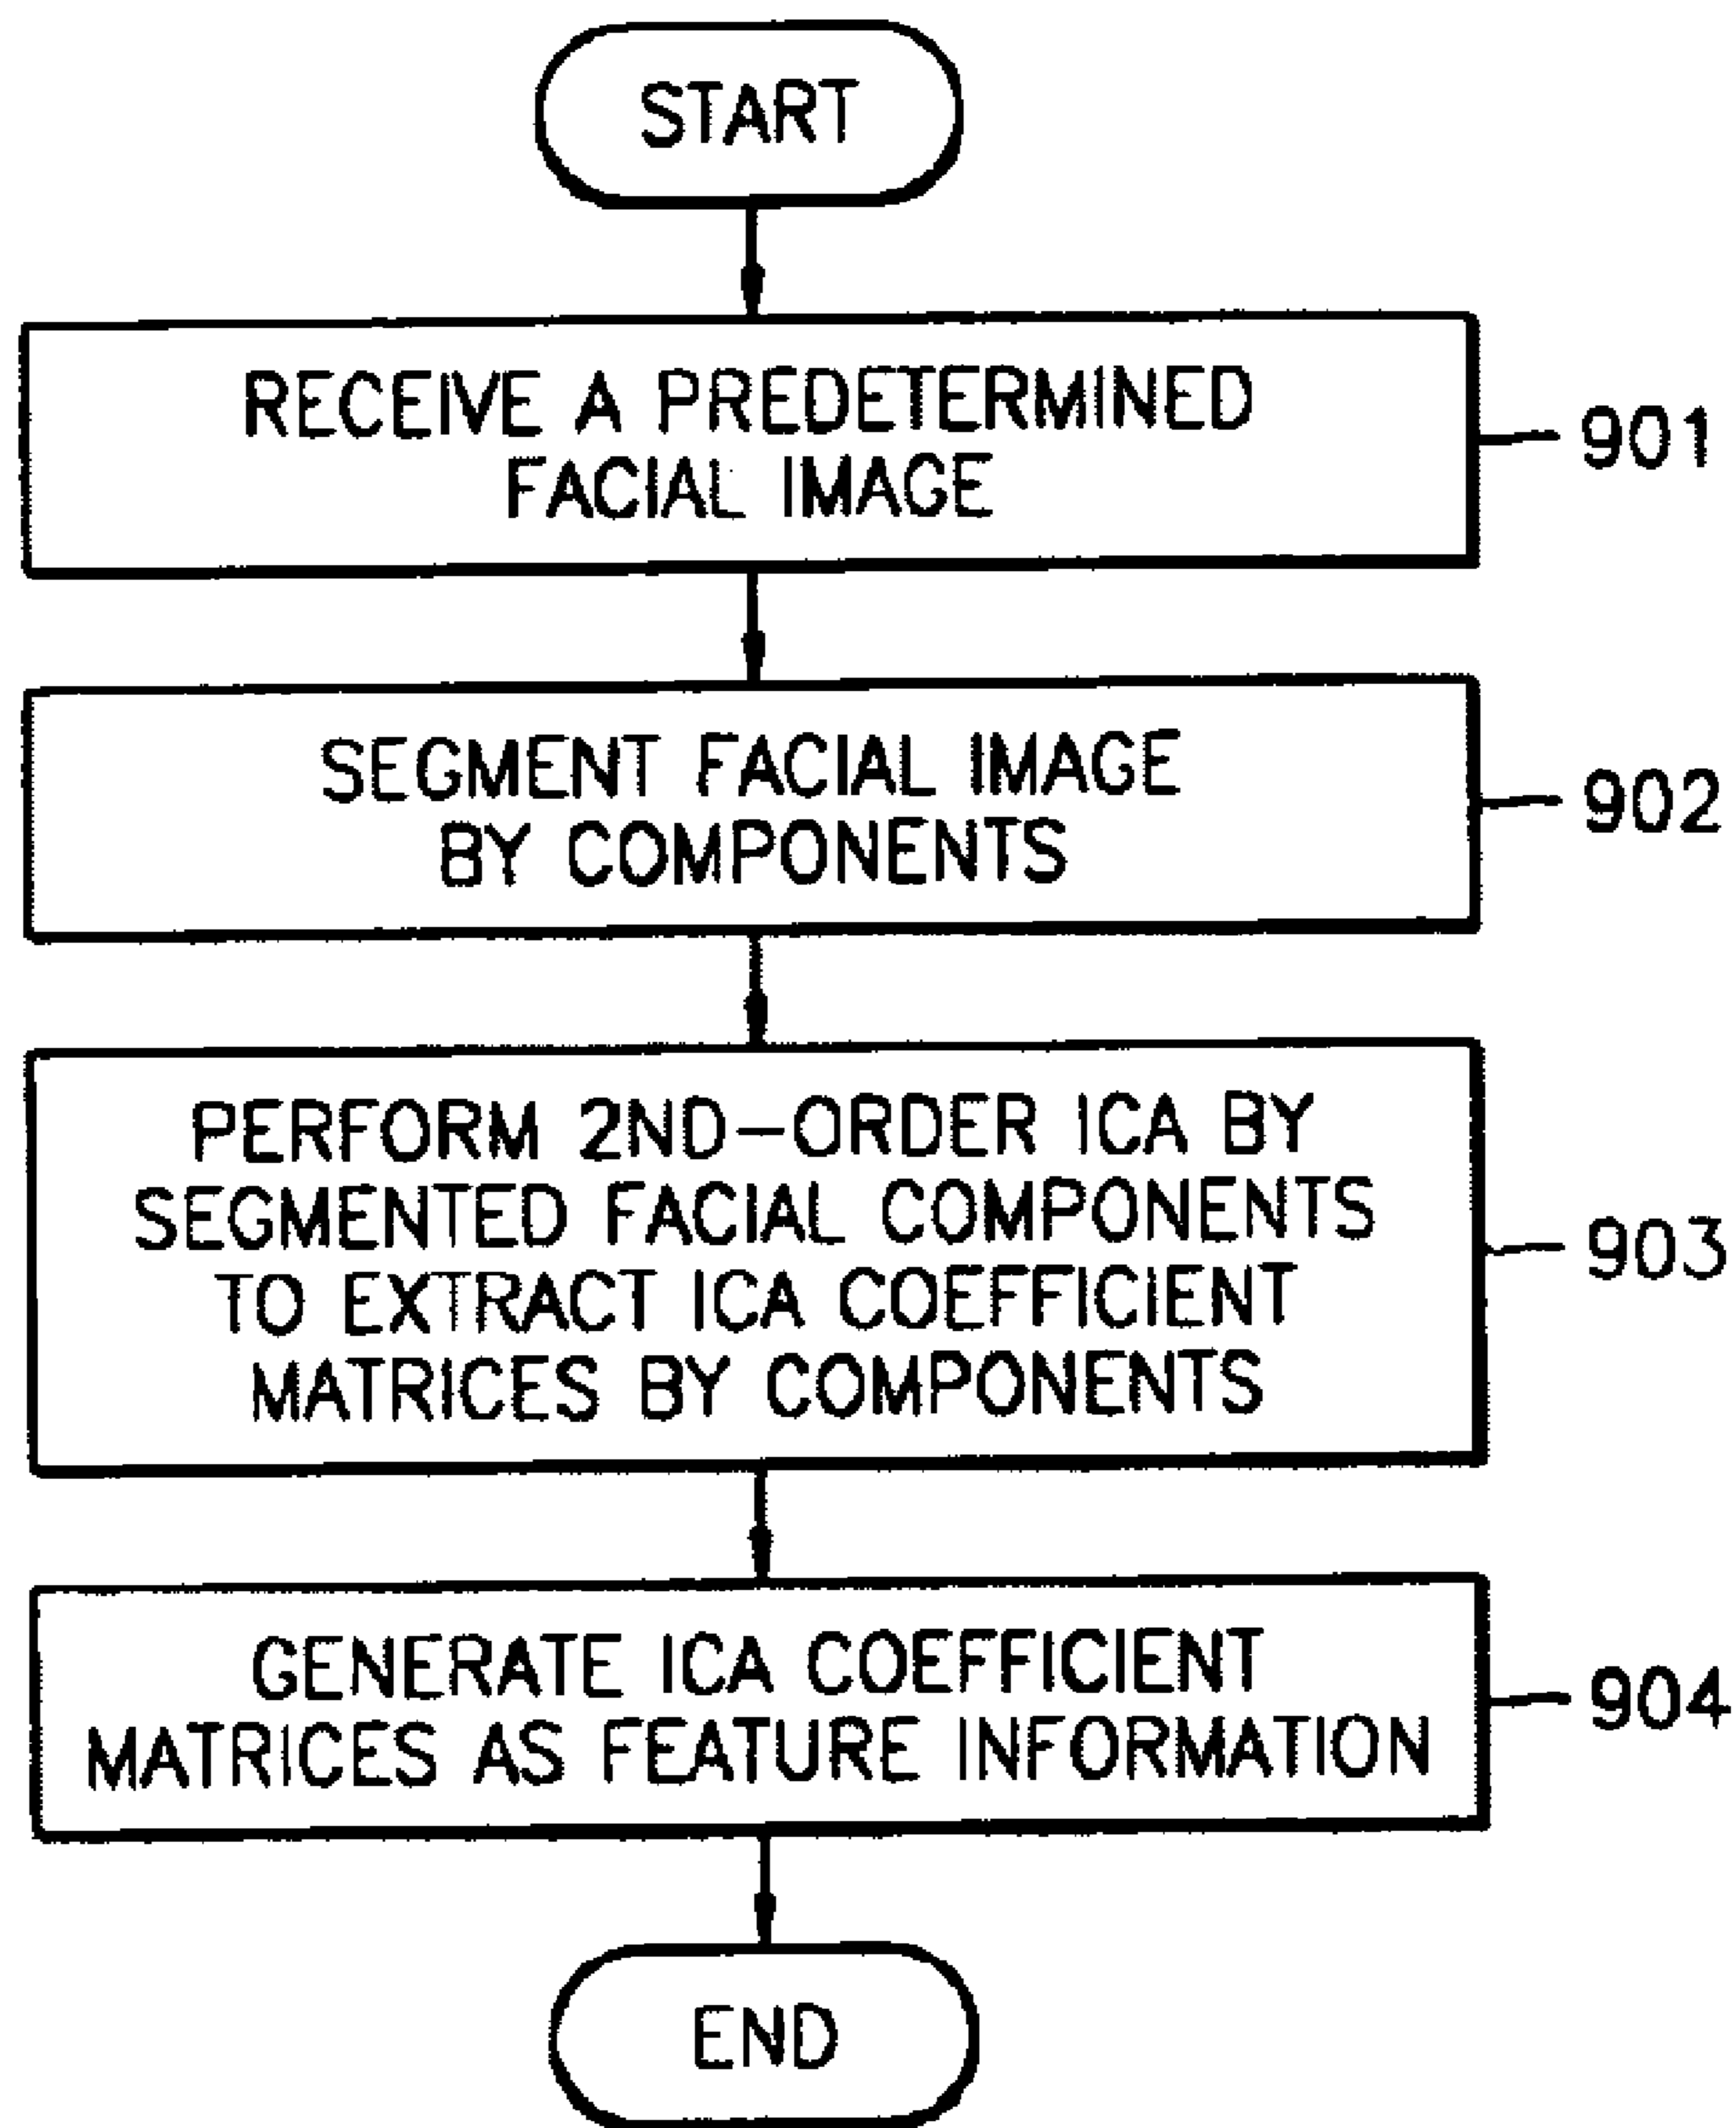 START
RECEIVE A PREDETERMINED
FACIAL IMAGE
901
SEGMENT FACIAL IMAGE
BY COMPONENTS
902
PERFORM 2ND-ORDER ICA BY
SEGMENTED FACIAL COMPONENTS
TO EXTRACT ICA COEFFICIENT
MATRICES BY COMPONENTS
903
GENERATE ICA COEFFICIENT
MATRICES AS FEATURE INFORMATION
904
END